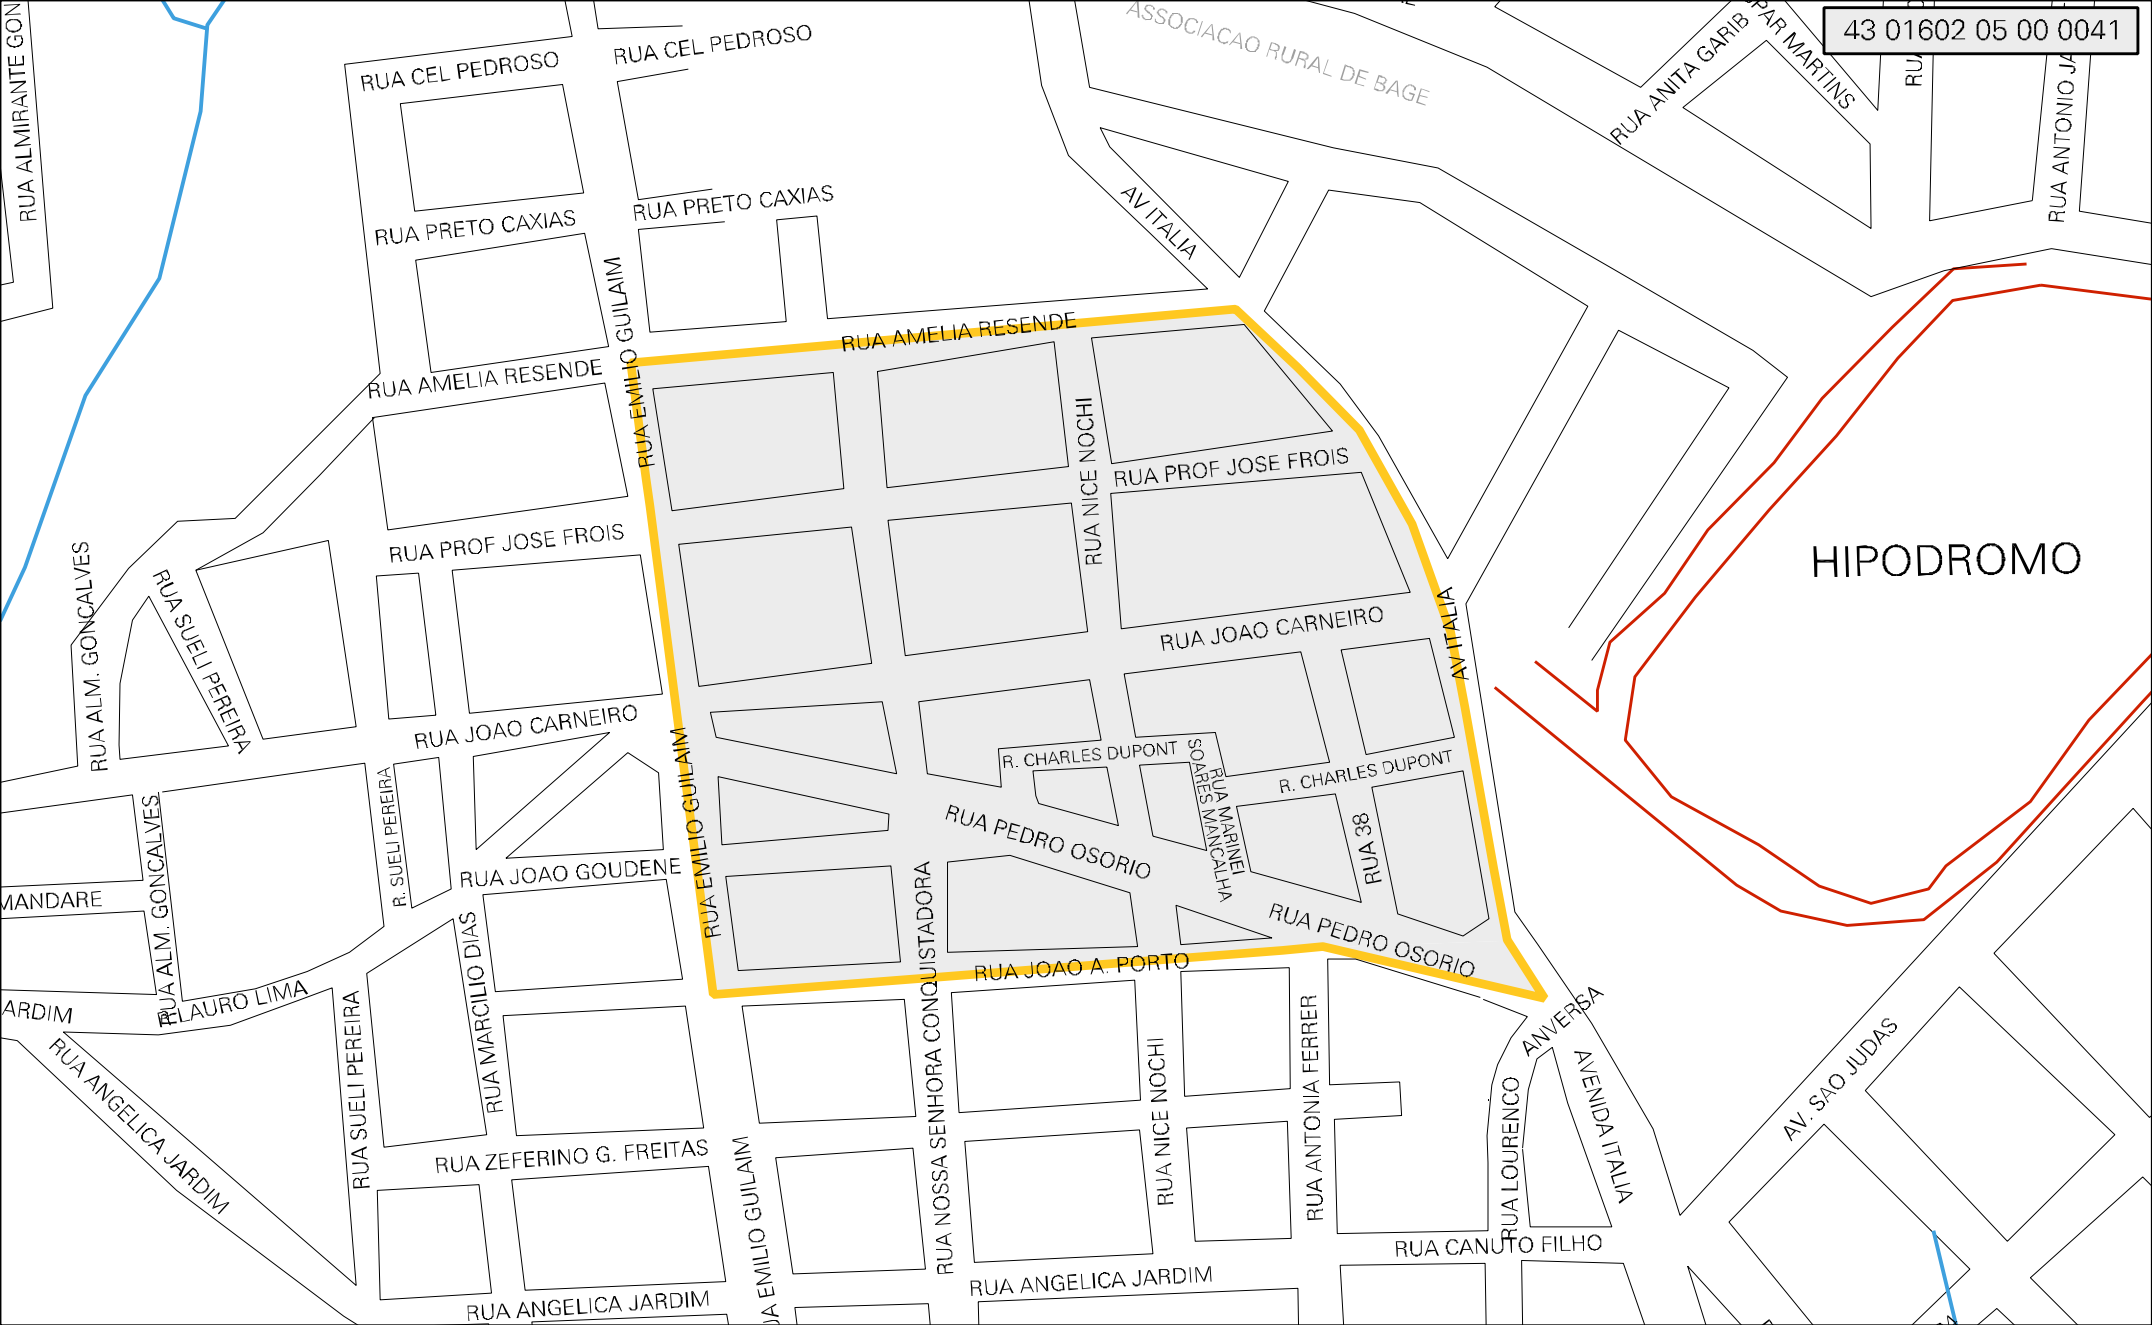 43 01602 05 00 0041
ASSOCIACAO RURAL DE BAGE
RUA ALMIRANTE GON
RUA CEL PEDROSO
RUA CEL PEDROSO
RUA ANITA GARIB
PAR MARTINS
RUA
RUA ANTONIO JA
RUA PRETO CAXIAS
RUA PRETO CAXIAS
AV ITALIA
RUA EMILIO GUILAIM
RUA AMELIA RESENDE
RUA AMELIA RESENDE
RUA NICE NOCHI
RUA PROF JOSE FROIS
RUA PROF JOSE FROIS
HIPODROMO
RUA ALM. GONCALVES
RUA SUELI PEREIRA
RUA JOAO CARNEIRO
RUA JOAO CARNEIRO
AV ITALIA
RUA EMILIO GUILAIM
R. CHARLES DUPONT
R. CHARLES DUPONT
RUA MARINEL
SOARES MANCALHA
RUA 38
R. SUELI PEREIRA
RUA ALM. GONCALVES
RUA PEDRO OSORIO
RUA PEDRO OSORIO
RUA JOAO GOUDENE
MANDARE
RUA MARCILIO DIAS
RUA NOSSA SENHORA CONQUISTADORA
RUA JOAO A. PORTO
R LAURO LIMA
ARDIM
RUA SUELI PEREIRA
RUA ANGELICA JARDIM
RUA NICE NOCHI
RUA ANTONIA FERRER
ANVERSA
RUA LOURENCO
AVENIDA ITALIA
AV. SAO JUDAS
RUA ZEFERINO G. FREITAS
RUA EMILIO GUILAIM
RUA CANUTO FILHO
RUA ANGELICA JARDIM
RUA ANGELICA JARDIM